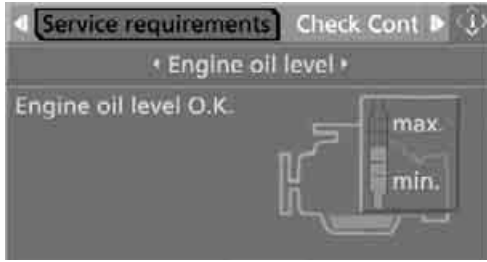 Service requirements Check Cont
Engine oil level
Engine oil level O.K.
max.
min.